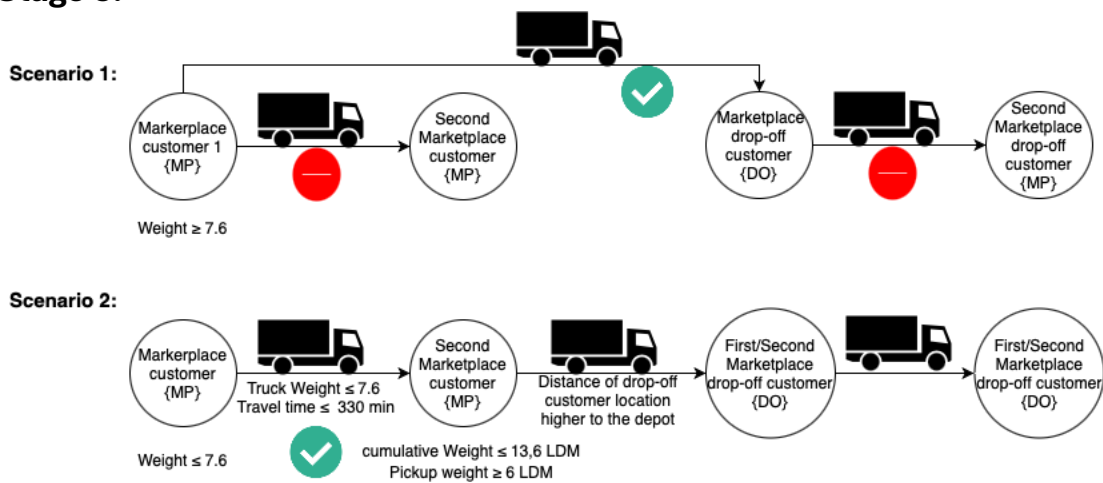 Scenario 1:
Markerplace
customer 1
{MP}
Second
Marketplace
customer
{MP}
Marketplace
drop-off
customer
{DO}
Second
Marketplace
drop-off
customer
{MP}
Weight ≥ 7.6
Scenario 2:
Markerplace
customer
{MP}
Truck Weight ≤ 7.6
Travel time ≤ 330 min
Second
Marketplace
customer
{MP}
Distance of drop-off
customer location
higher to the depot
First/Second
Marketplace
drop-off customer
{DO}
First/Second
Marketplace
drop-off customer
{DO}
Weight ≤ 7.6
cumulative Weight ≤ 13,6 LDM
Pickup weight ≥ 6 LDM